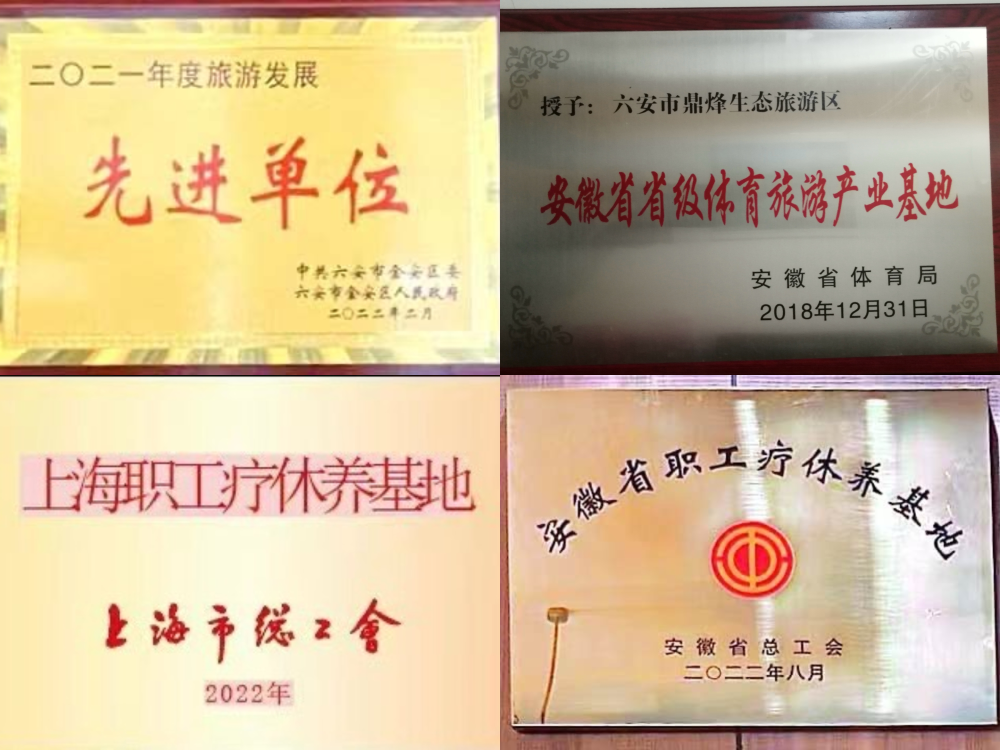 二〇二一年度旅游发展
先进单位
中共六安市金安区委
六安市金安区人民政府
二〇二二年二月
授予：六安市鼎烽生态旅游区
安徽省省级体育旅游产业基地
安徽省体育局
2018年12月31日
上海职工疗休养基地
上海市总工會
2022年
安徽省职工疗休养基地
安徽省总工会
二〇二二年八月